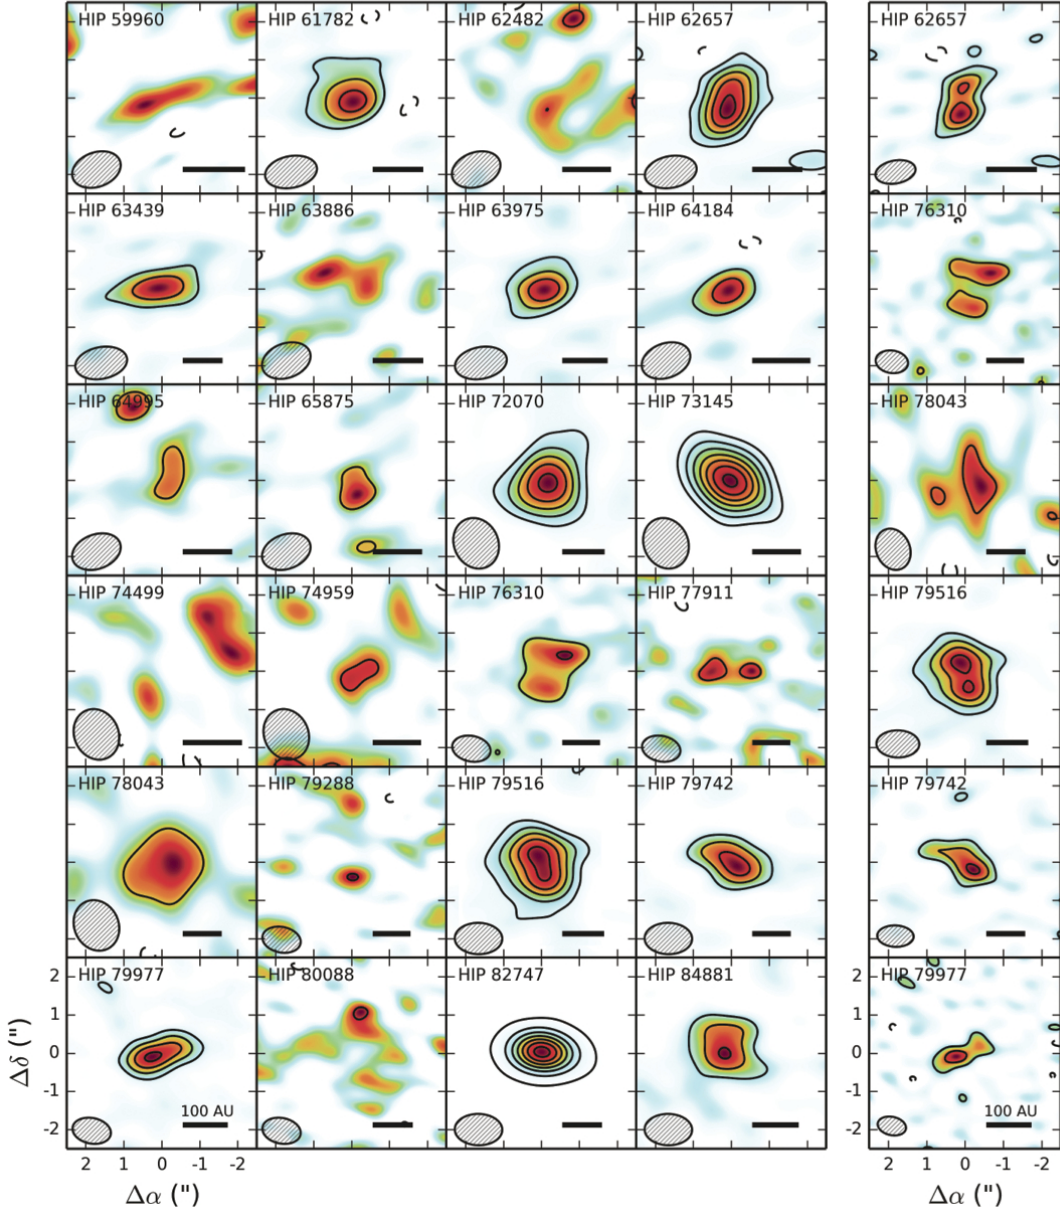 HIP 59960 HIP 61782 HIP 62482 HIP 62657 HIP 62657
HIP 63439 HIP 63886 HIP 63975 HIP 64184 HIP 76310
HIP 64995 HIP 65875 HIP 72070 HIP 73145 HIP 78043
HIP 74499 HIP 74959 HIP 76310 HIP 77911 HIP 79516
HIP 78043 HIP 79288 HIP 79516 HIP 79742 HIP 79742
HIP 79977 HIP 80088 HIP 82747 HIP 84881 HIP 79977
2
1
0
-1
-2
Δδ (")
100 AU 100 AU
2 1 0 -1 -2 2 1 0 -1 -2
Δα (") Δα (")